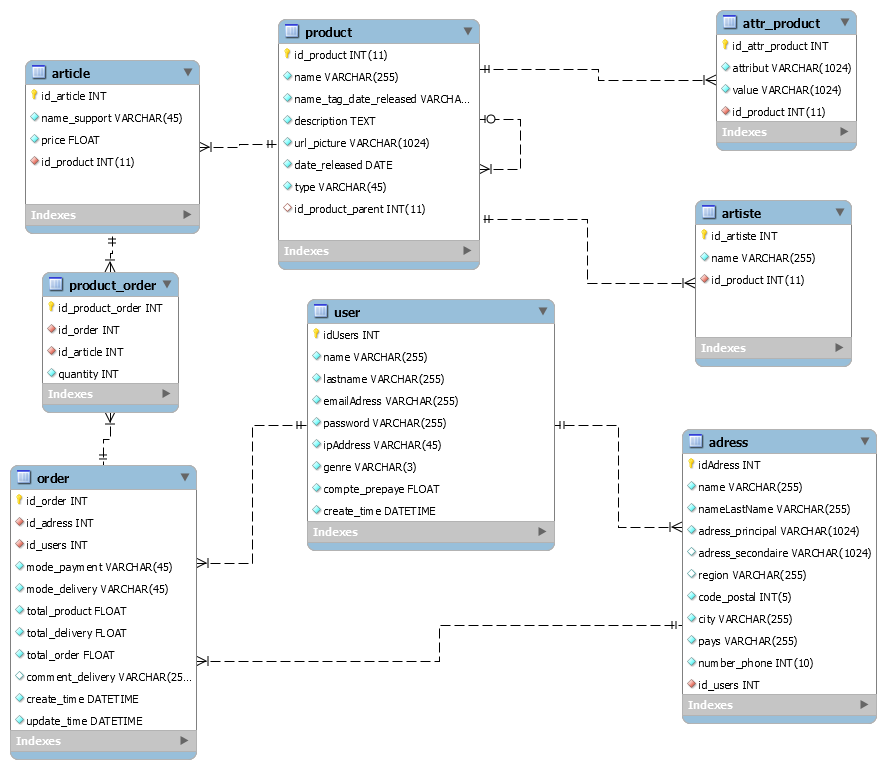 article
id_article INT
name_support VARCHAR(45)
price FLOAT
id_product INT(11)
Indexes
product
id_product INT(11)
name VARCHAR(255)
name_tag_date_released VARCHA...
description TEXT
url_picture VARCHAR(1024)
date_released DATE
type VARCHAR(45)
id_product_parent INT(11)
Indexes
attr_product
id_attr_product INT
attribut VARCHAR(1024)
value VARCHAR(1024)
id_product INT(11)
Indexes
artiste
id_artiste INT
name VARCHAR(255)
id_product INT(11)
Indexes
product_order
id_product_order INT
id_order INT
id_article INT
quantity INT
Indexes
user
idUsers INT
name VARCHAR(255)
lastname VARCHAR(255)
emailAdress VARCHAR(255)
password VARCHAR(255)
ipAddress VARCHAR(45)
genre VARCHAR(3)
compte_prepaye FLOAT
create_time DATETIME
Indexes
adress
idAdress INT
name VARCHAR(255)
nameLastName VARCHAR(255)
adress_principal VARCHAR(1024)
adress_secondaire VARCHAR(1024)
region VARCHAR(255)
code_postal INT(5)
city VARCHAR(255)
pays VARCHAR(255)
number_phone INT(10)
id_users INT
Indexes
order
id_order INT
id_adress INT
id_users INT
mode_payment VARCHAR(45)
mode_delivery VARCHAR(45)
total_product FLOAT
total_delivery FLOAT
total_order FLOAT
comment_delivery VARCHAR(25...
create_time DATETIME
update_time DATETIME
Indexes